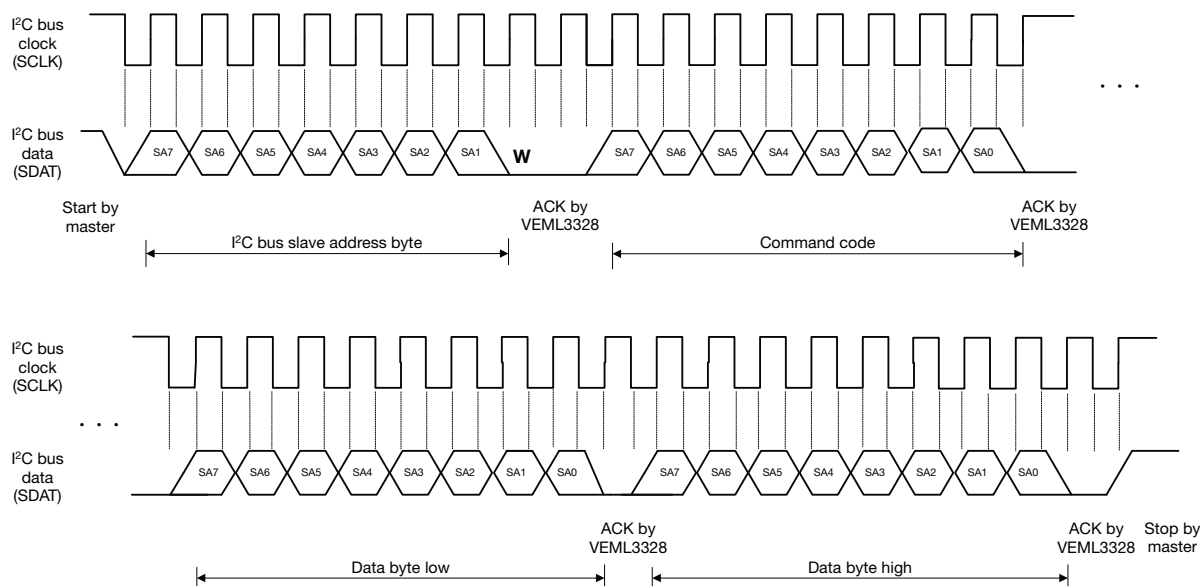 I²C bus
clock
(SCLK)
. . .
I²C bus
data
(SDAT)
SA7 SA6 SA5 SA4 SA3 SA2 SA1 W SA7 SA6 SA5 SA4 SA3 SA2 SA1 SA0
Start by
master
ACK by
VEML3328
ACK by
VEML3328
I²C bus slave address byte
Command code
I²C bus
clock
(SCLK)
. . .
I²C bus
data
(SDAT)
SA7 SA6 SA5 SA4 SA3 SA2 SA1 SA0 SA7 SA6 SA5 SA4 SA3 SA2 SA1 SA0
ACK by
VEML3328
ACK by
VEML3328
Stop by
master
Data byte low
Data byte high